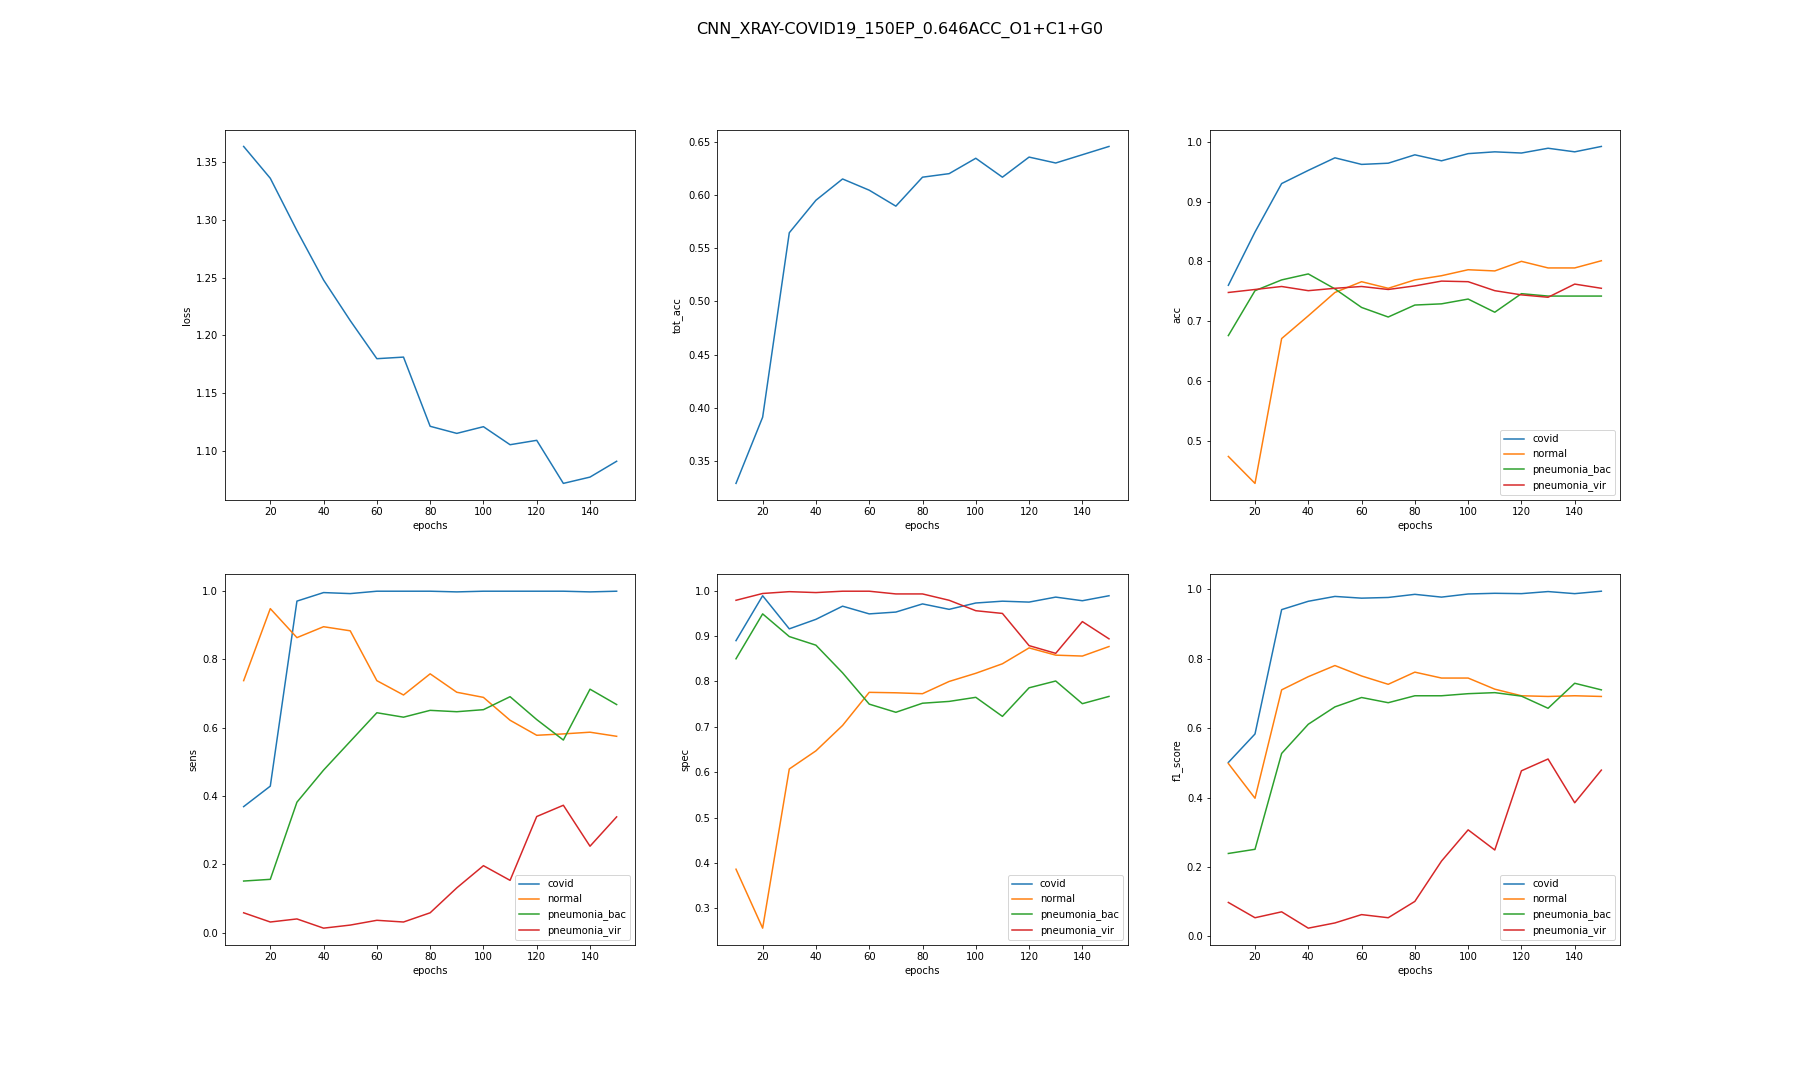 CNN_XRAY-COVID19_150EP_0.646ACC_O1+C1+G0
1.35
1.30
1.25
1.20
1.15
1.10
loss
20 40 60 80 100 120 140
epochs
0.65
0.60
0.55
0.50
0.45
0.40
0.35
tot_acc
20 40 60 80 100 120 140
epochs
1.0
0.9
0.8
0.7
0.6
0.5
acc
covid
normal
pneumonia_bac
pneumonia_vir
20 40 60 80 100 120 140
epochs
1.0
0.8
0.6
0.4
0.2
0.0
sens
covid
normal
pneumonia_bac
pneumonia_vir
20 40 60 80 100 120 140
epochs
1.0
0.9
0.8
0.7
0.6
0.5
0.4
0.3
spec
covid
normal
pneumonia_bac
pneumonia_vir
20 40 60 80 100 120 140
epochs
1.0
0.8
0.6
0.4
0.2
0.0
f1_score
covid
normal
pneumonia_bac
pneumonia_vir
20 40 60 80 100 120 140
epochs